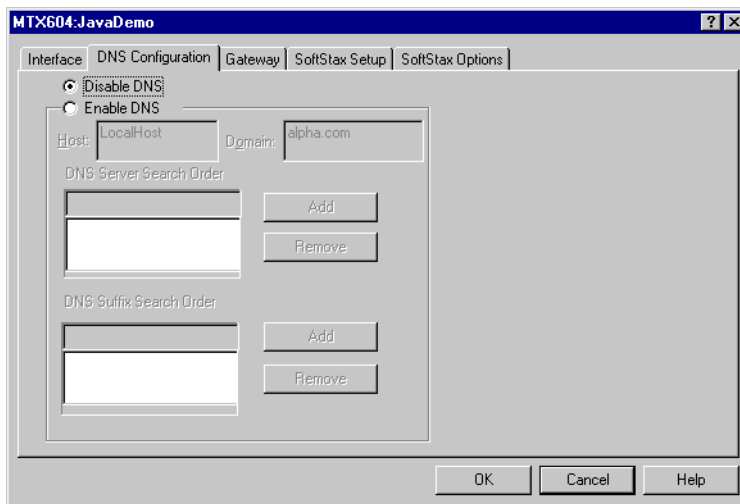 MTX604:JavaDemo
Interface DNS Configuration Gateway SoftStax Setup SoftStax Options
Disable DNS
Enable DNS
Host: LocalHost Domain: alpha.com
DNS Server Search Order
Add
Remove
DNS Suffix Search Order
Add
Remove
OK Cancel Help